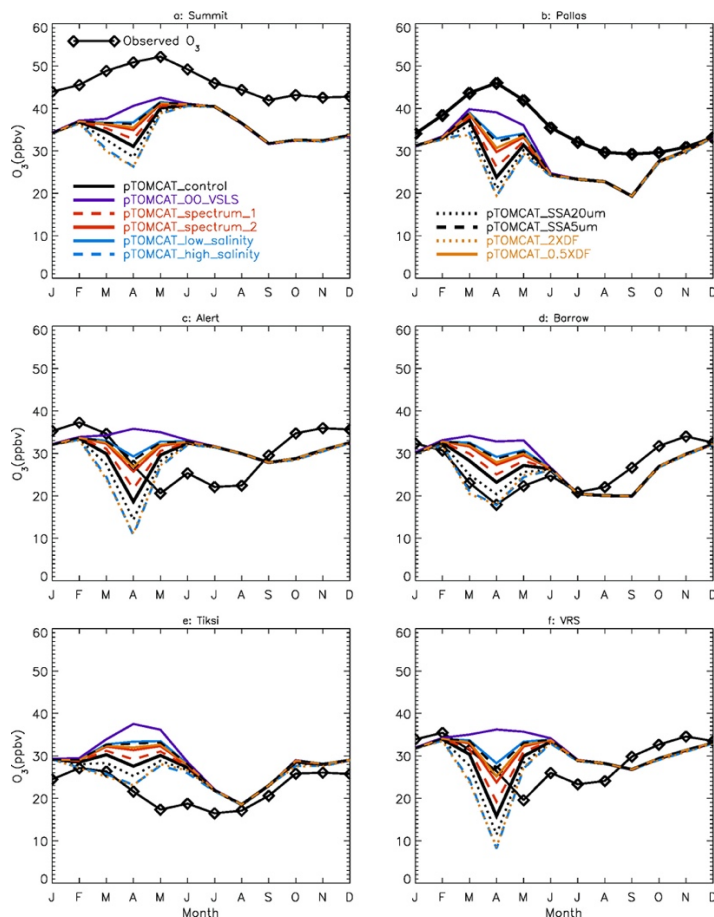 a: Summit
b: Pallas
60
50
40
30
20
10
0
O3(ppbv)
Observed O3
pTOMCAT_control
pTOMCAT_OO_VSLS
pTOMCAT_spectrum_1
pTOMCAT_spectrum_2
pTOMCAT_low_salinity
pTOMCAT_high_salinity
J F M A M J J A S O N D
60
50
40
30
20
10
0
pTOMCAT_SSA20um
pTOMCAT_SSA5um
pTOMCAT_2XDF
pTOMCAT_0.5XDF
J F M A M J J A S O N D
c: Alert
d: Barrow
60
50
40
30
20
10
0
O3(ppbv)
J F M A M J J A S O N D
60
50
40
30
20
10
0
J F M A M J J A S O N D
e: Tiksi
f: VRS
60
50
40
30
20
10
0
O3(ppbv)
J F M A M J J A S O N D
Month
60
50
40
30
20
10
0
J F M A M J J A S O N D
Month